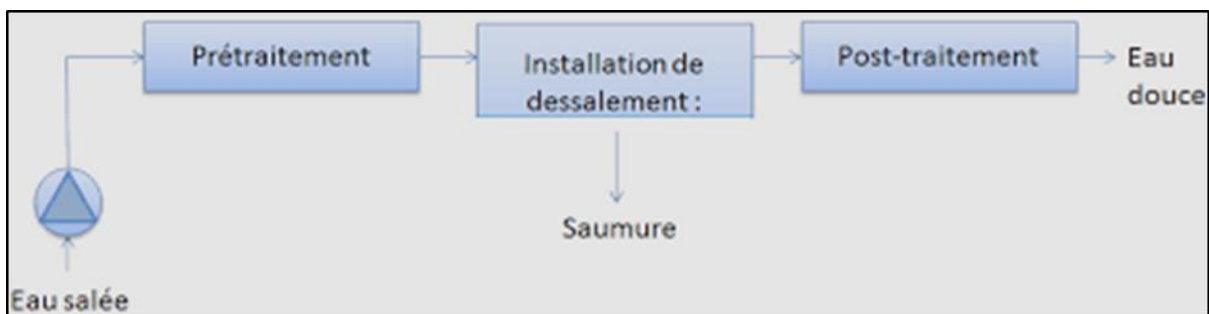 Prétraitement
Installation de
dessalement :
Post-traitement
Eau
douce
Saumure
Eau salée